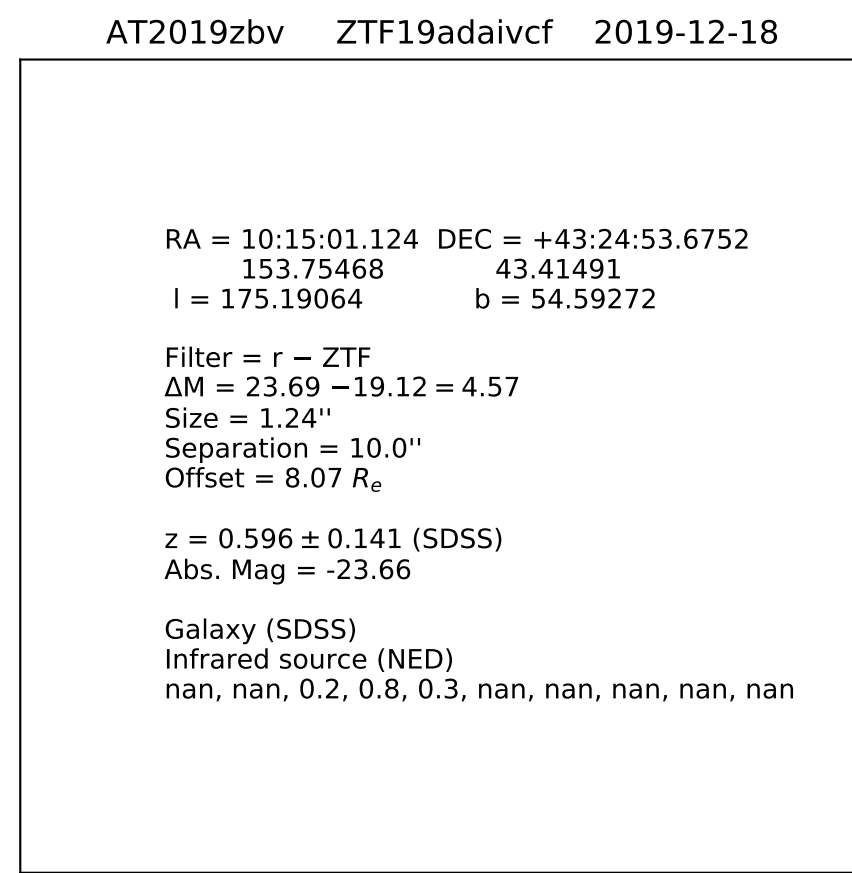 AT2019zbv ZTF19adaivcf 2019-12-18
RA = 10:15:01.124 DEC = +43:24:53.6752
153.75468 43.41491
l = 175.19064 b = 54.59272
Filter = r − ZTF
ΔM = 23.69 −19.12 = 4.57
Size = 1.24''
Separation = 10.0''
Offset = 8.07 Re
z = 0.596 ± 0.141 (SDSS)
Abs. Mag = -23.66
Galaxy (SDSS)
Infrared source (NED)
nan, nan, 0.2, 0.8, 0.3, nan, nan, nan, nan, nan